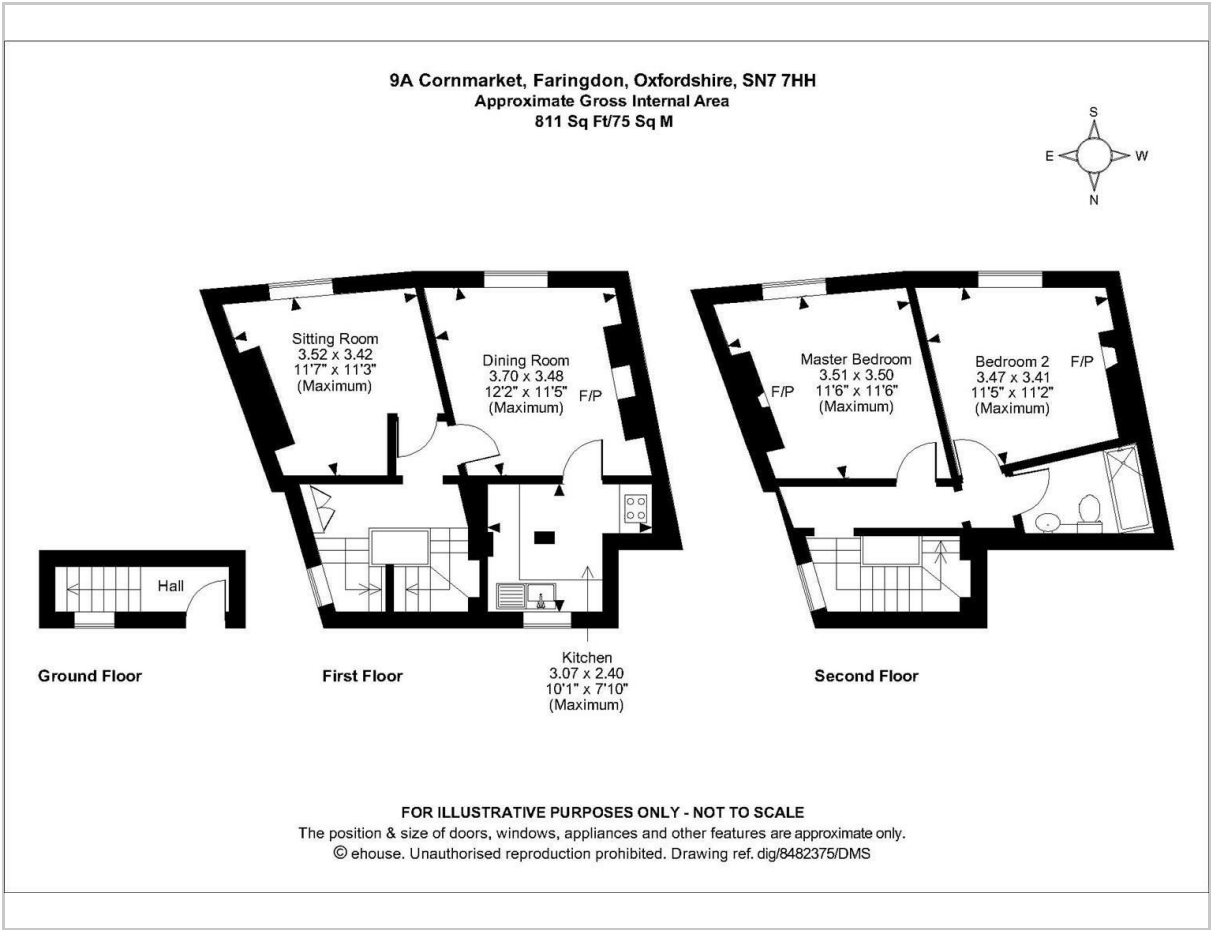 9A Cornmarket, Faringdon, Oxfordshire, SN7 7HH
Approximate Gross Internal Area
811 Sq Ft/75 Sq M
S
E
W
N
Sitting Room
3.52 x 3.42
11'7" x 11'3"
(Maximum)
Dining Room
3.70 x 3.48
12'2" x 11'5"
(Maximum)
F/P
Master Bedroom
3.51 x 3.50
11'6" x 11'6"
(Maximum)
F/P
Bedroom 2
3.47 x 3.41
11'5" x 11'2"
(Maximum)
F/P
Hall
Kitchen
3.07 x 2.40
10'1" x 7'10"
(Maximum)
Ground Floor
First Floor
Second Floor
FOR ILLUSTRATIVE PURPOSES ONLY - NOT TO SCALE
The position & size of doors, windows, appliances and other features are approximate only.
© ehouse. Unauthorised reproduction prohibited. Drawing ref. dig/8482375/DMS